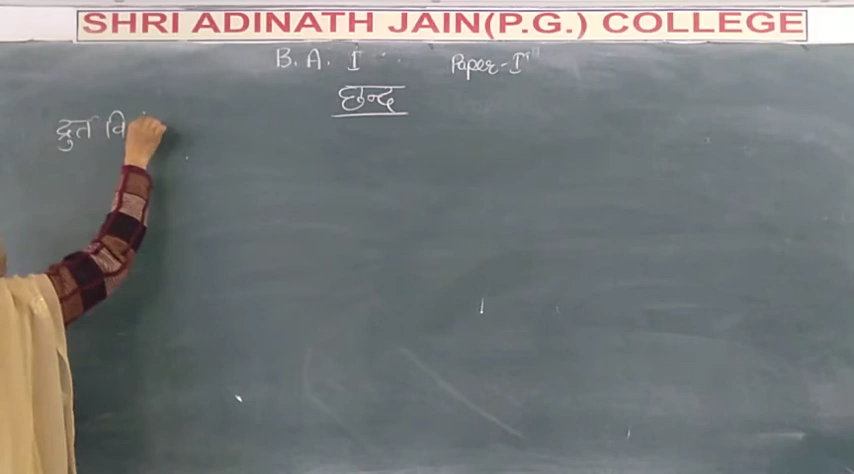 SHRI ADINATH JAIN(P.G.) COLLEGE
B.A. I Paper-I
छन्द
द्रुत वि